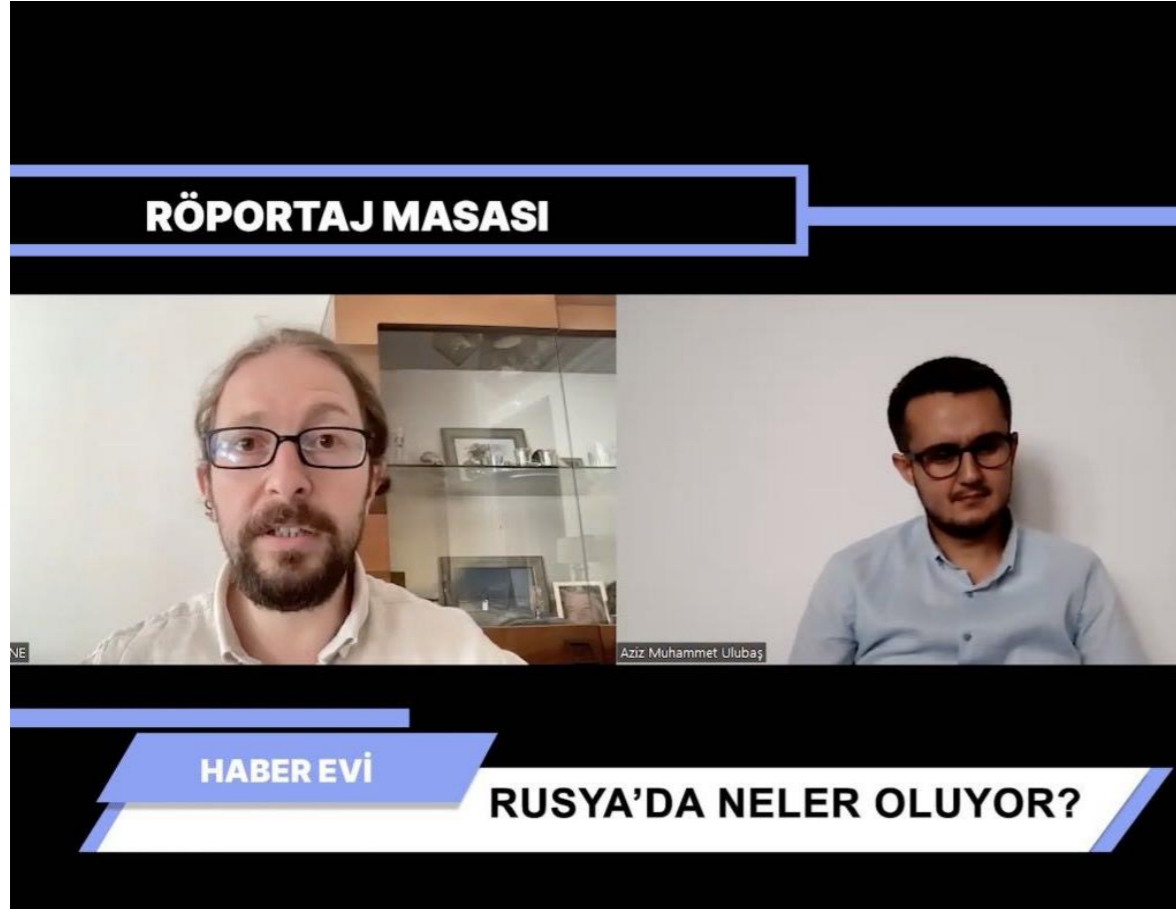 RÖPORTAJ MASASI
NE
Aziz Muhammet Ulubaş
HABER EVİ
RUSYA'DA NELER OLUYOR?